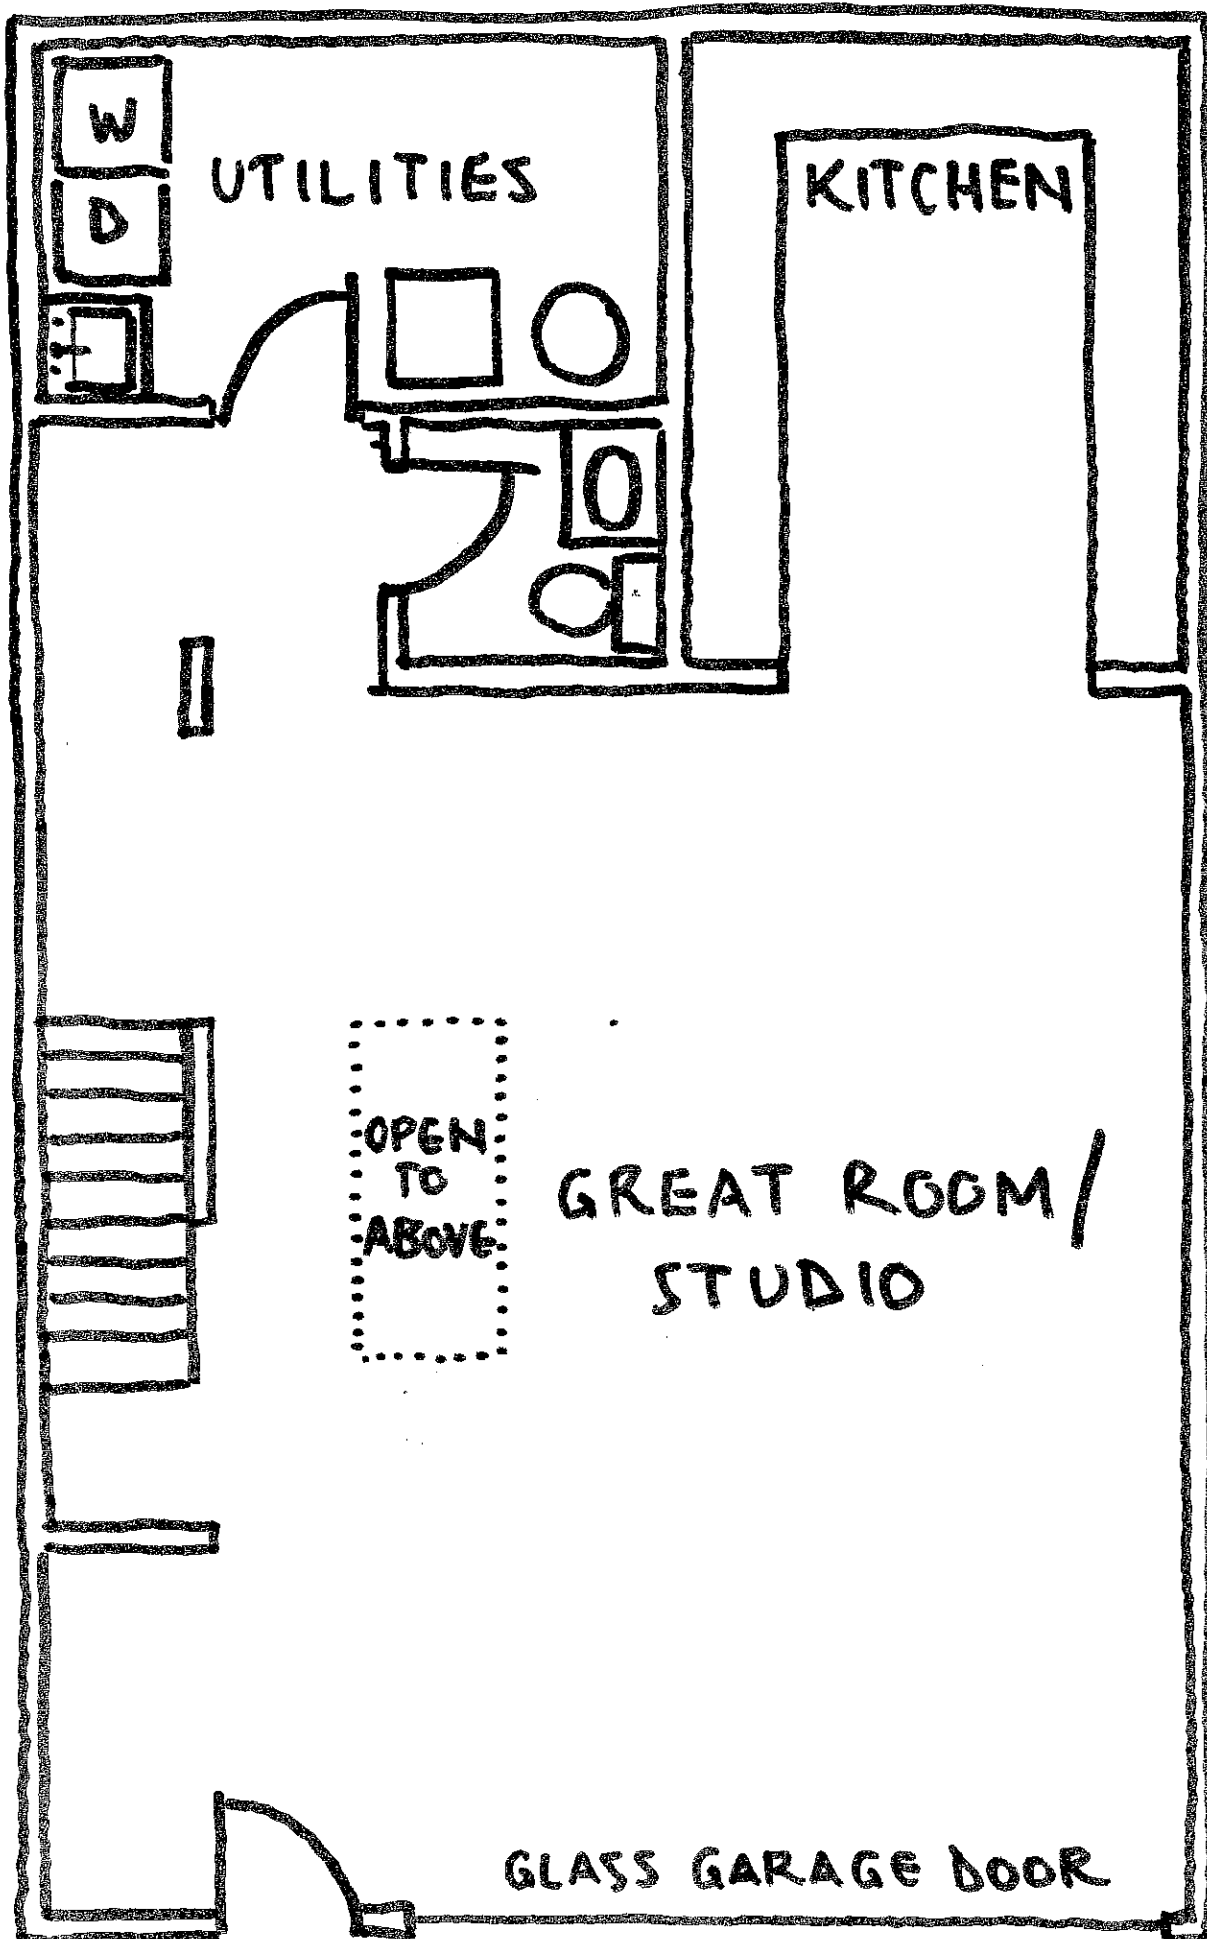 W
UTILITIES
KITCHEN
D
OPEN
TO
ABOVE
GREAT ROOM/
STUDIO
GLASS GARAGE DOOR